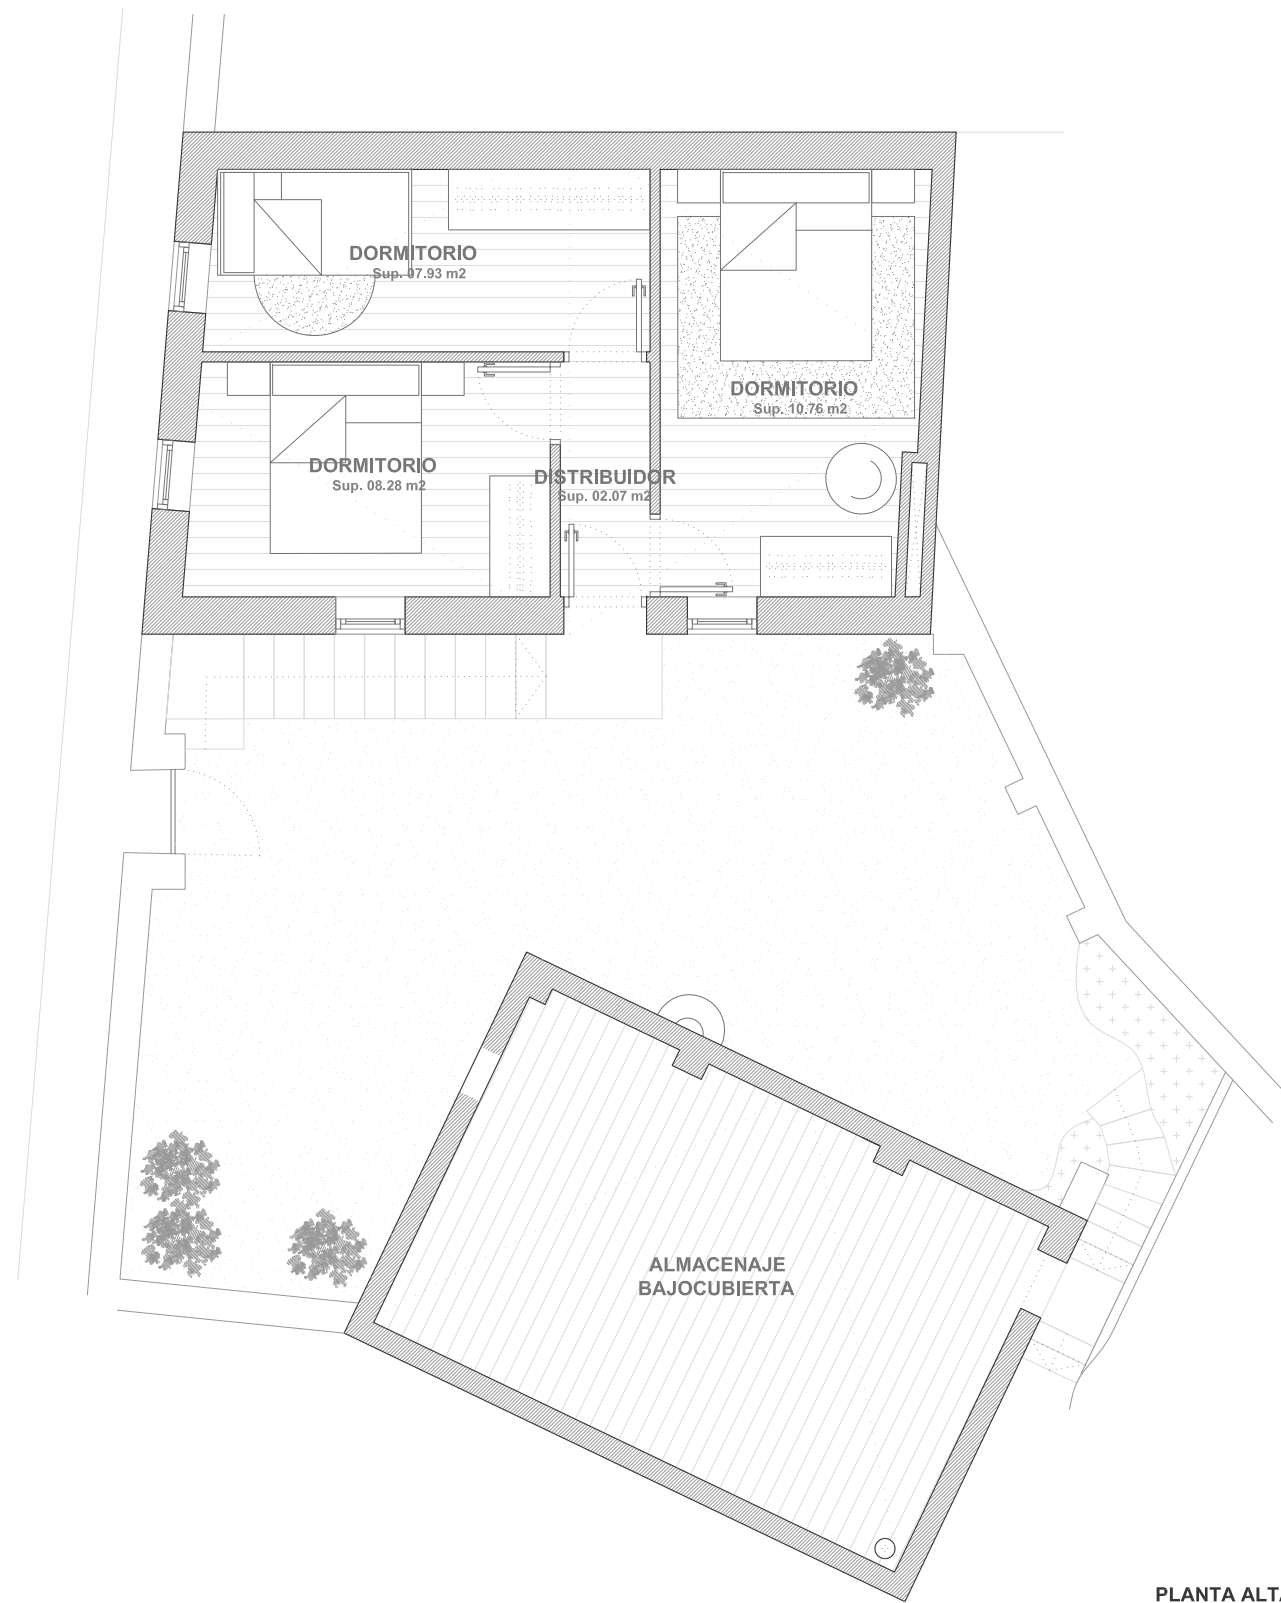 DORMITORIO
Sup. 07.93 m2
DORMITORIO
Sup. 10.76 m2
DORMITORIO
Sup. 08.28 m2
DISTRIBUIDOR
Sup. 02.07 m2
ALMACENAJE
BAJOCUBIERTA
PLANTA ALTA